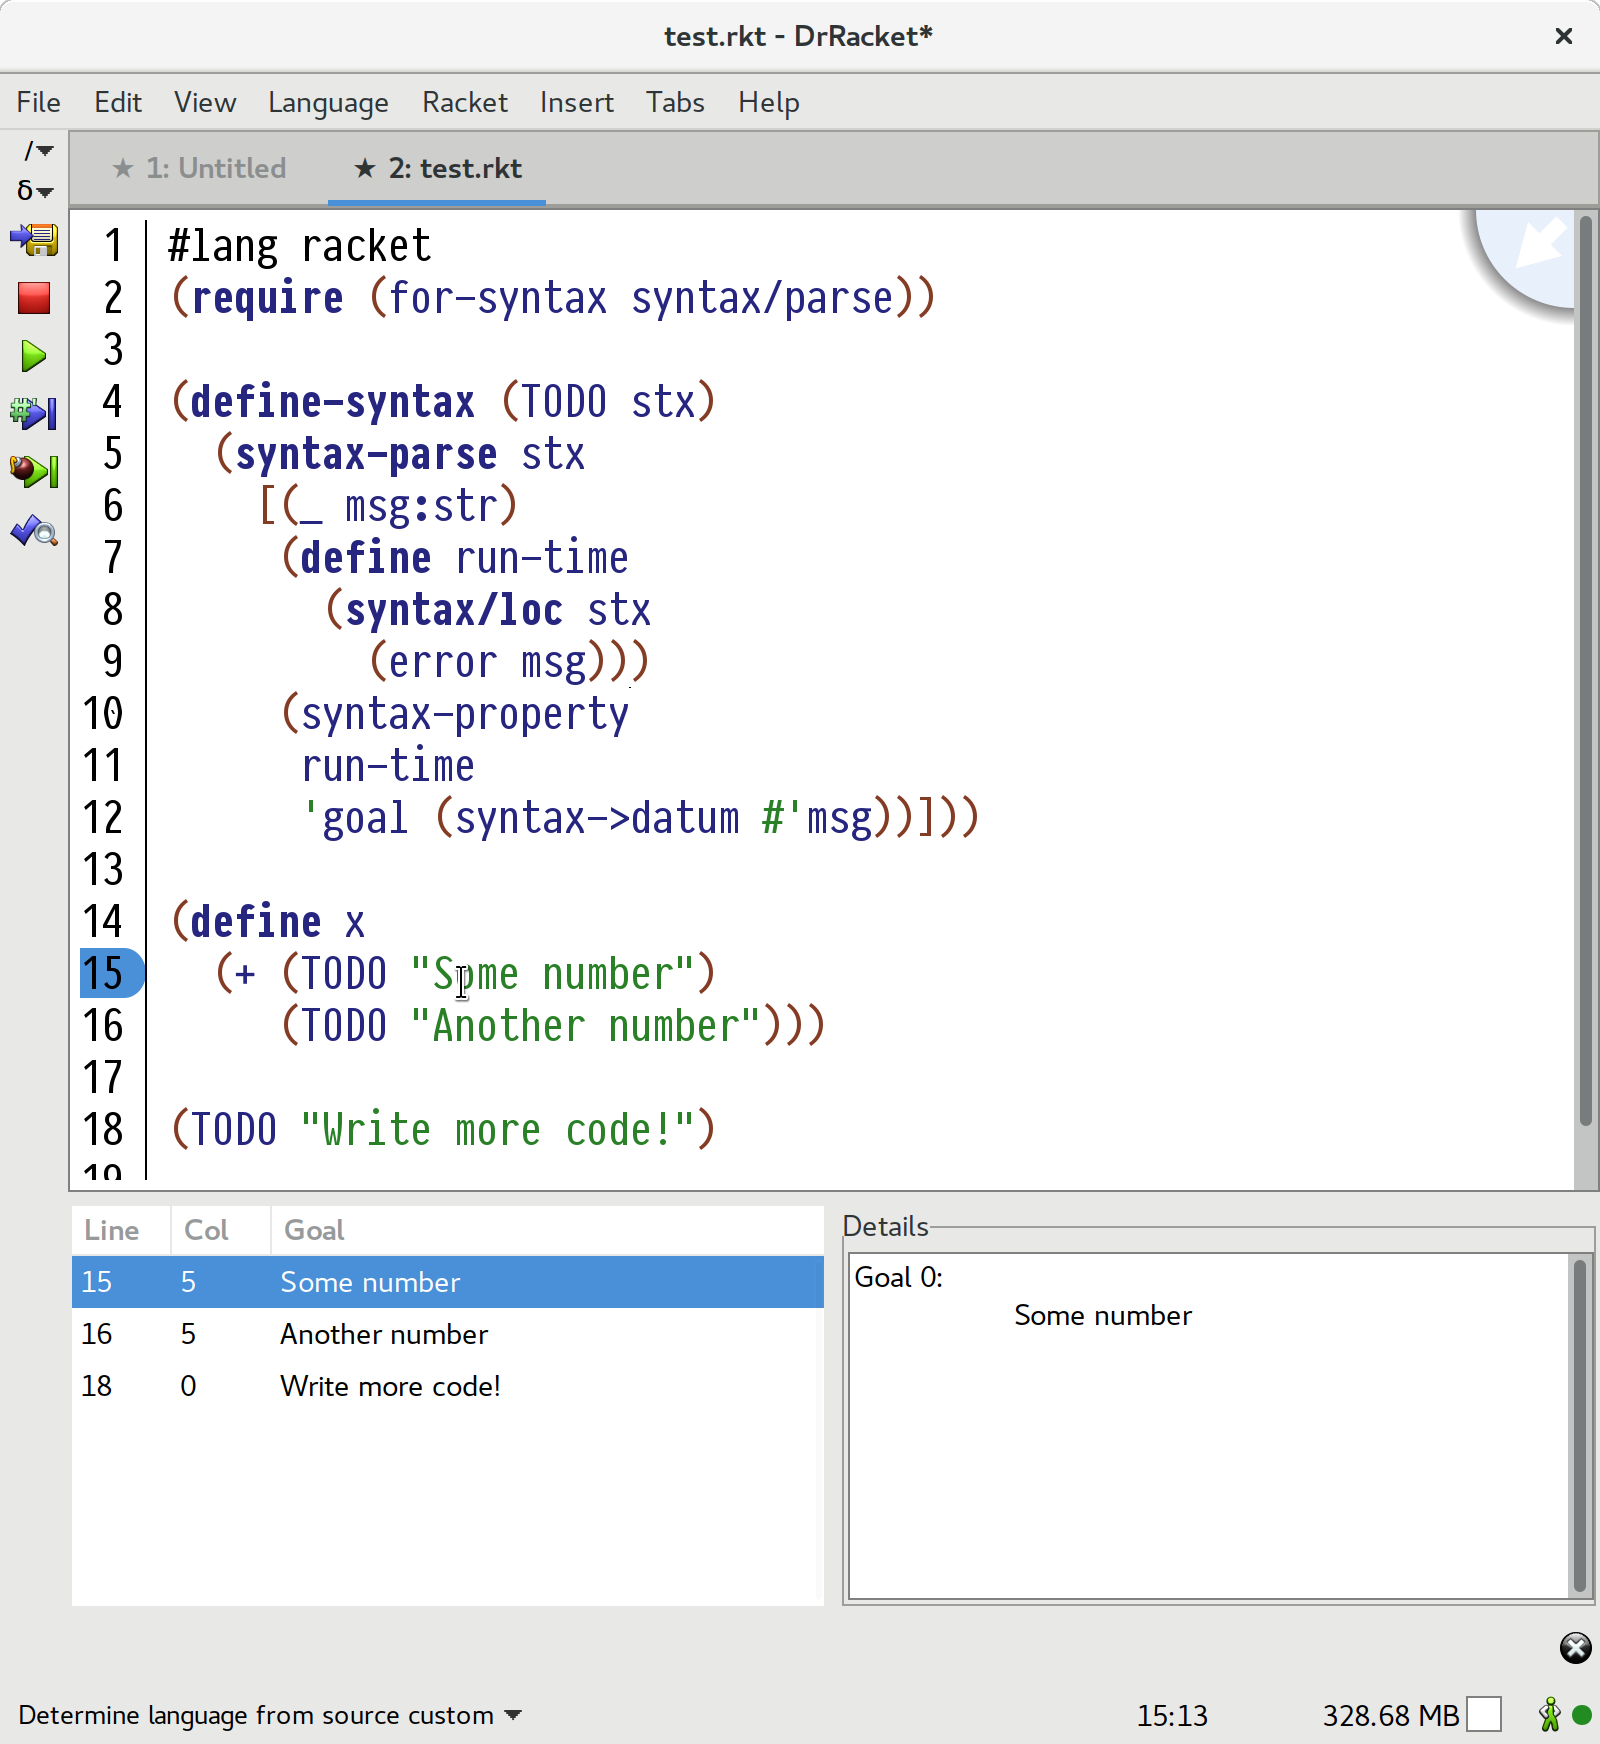 test.rkt - DrRacket*
File Edit View Language Racket Insert Tabs Help
/
δ
★ 1: Untitled ★ 2: test.rkt
1 #lang racket
2 (require (for-syntax syntax/parse))
3
4 (define-syntax (TODO stx)
5   (syntax-parse stx
6     [(_ msg:str)
7      (define run-time
8        (syntax/loc stx
9          (error msg)))
10      (syntax-property
11       run-time
12       'goal (syntax->datum #'msg))]))
13
14 (define x
15   (+ (TODO "Some number")
16      (TODO "Another number")))
17
18 (TODO "Write more code!")
19
Line Col Goal
15 5 Some number
16 5 Another number
18 0 Write more code!
Details
Goal 0:
Some number
Determine language from source custom 15:13 328.68 MB